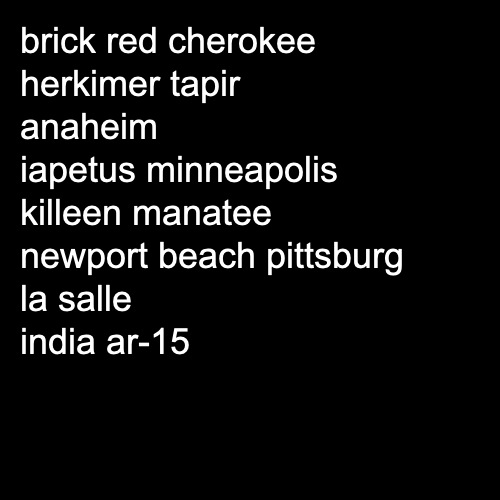 brick red cherokee
herkimer tapir
anaheim
iapetus minneapolis
killeen manatee
newport beach pittsburg
la salle
india ar-15